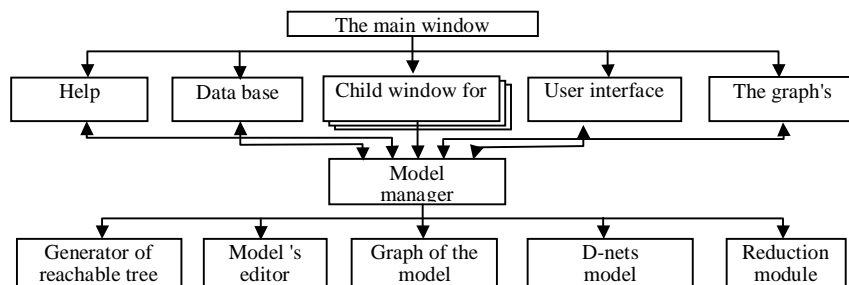 The main window
Help
Data base
Child window for
User interface
The graph's
Model
manager
Generator of
reachable tree
Model 's
editor
Graph of the
model
D-nets
model
Reduction
module